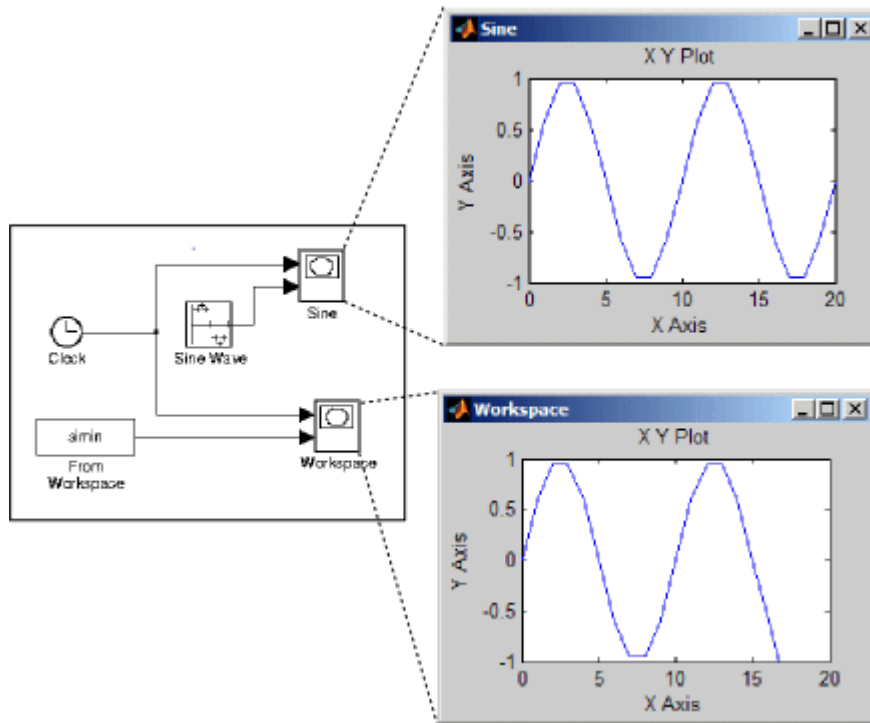 Sine
X Y Plot
1
0.5
0
-0.5
-1
Y Axis
0 5 10 15 20
X Axis
Sine
Clock
Sine Wave
simin
From
Workspace
Workspace
Workspace
X Y Plot
1
0.5
0
-0.5
-1
Y Axis
0 5 10 15 20
X Axis